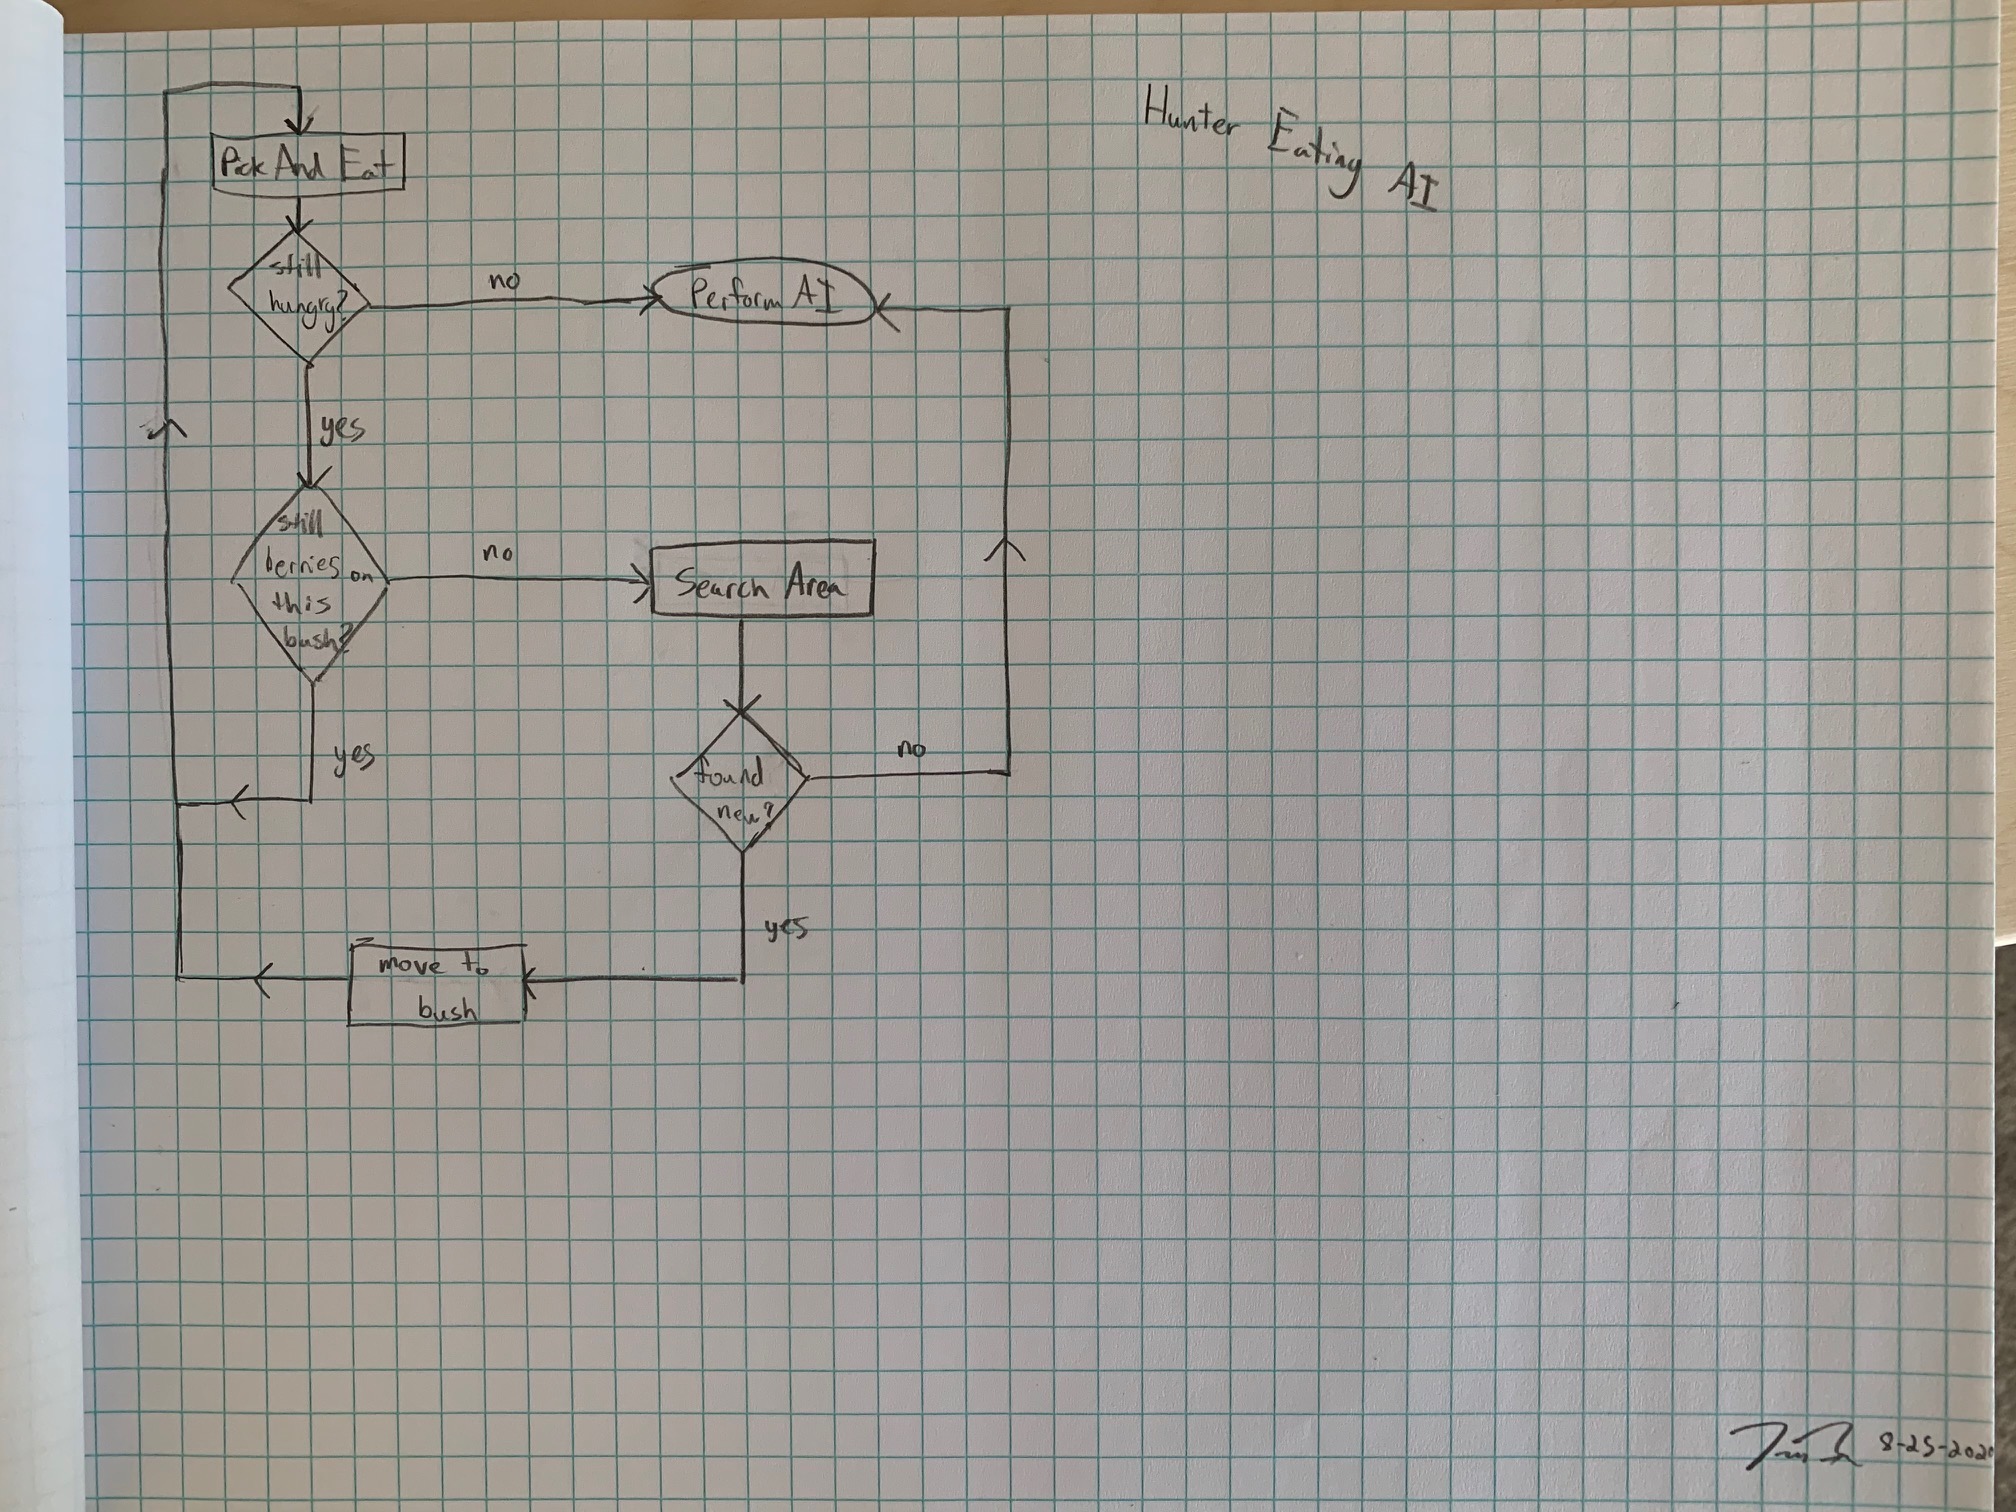 Hunter Eating AI
Pick And Eat
still
hungry?
no
Perform AI
yes
still
berries on
this
bush?
no
Search Area
yes
found
new?
no
yes
move to
bush
8-25-2020